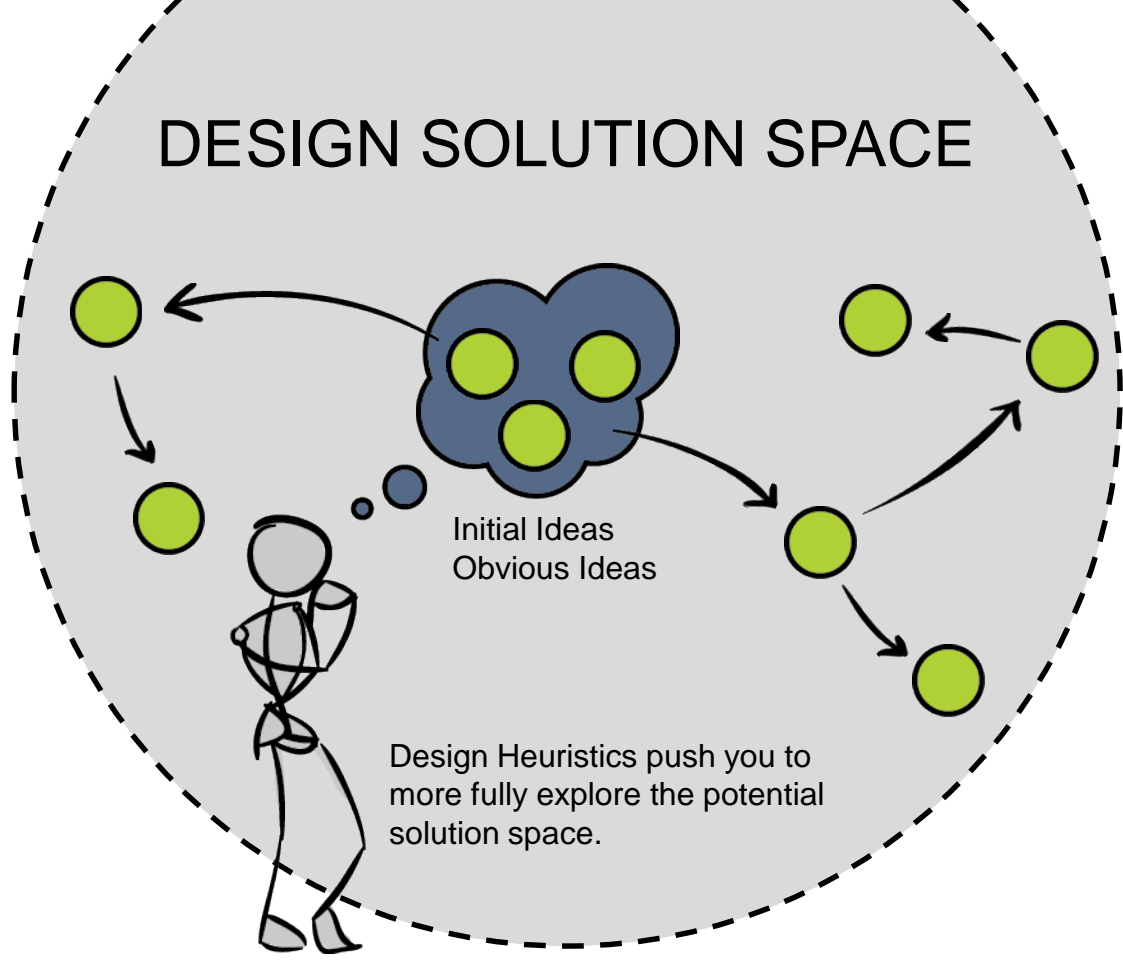 DESIGN SOLUTION SPACE
Initial Ideas
Obvious Ideas
Design Heuristics push you to
more fully explore the potential
solution space.